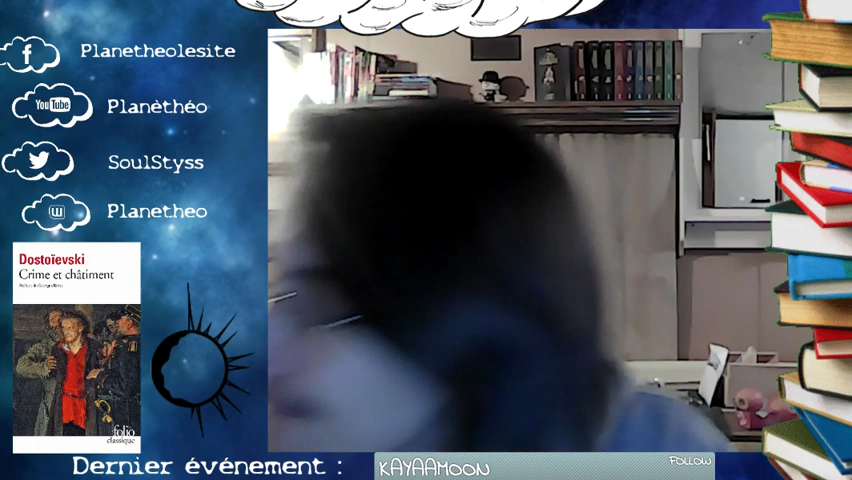 Planetheolesite
YouTube
Planèthéo
SoulStyss
Planetheo
Dostoïevski
Crime et châtiment
folio
classique
Dernier événement :
KAYAAMOON
FOLLOW